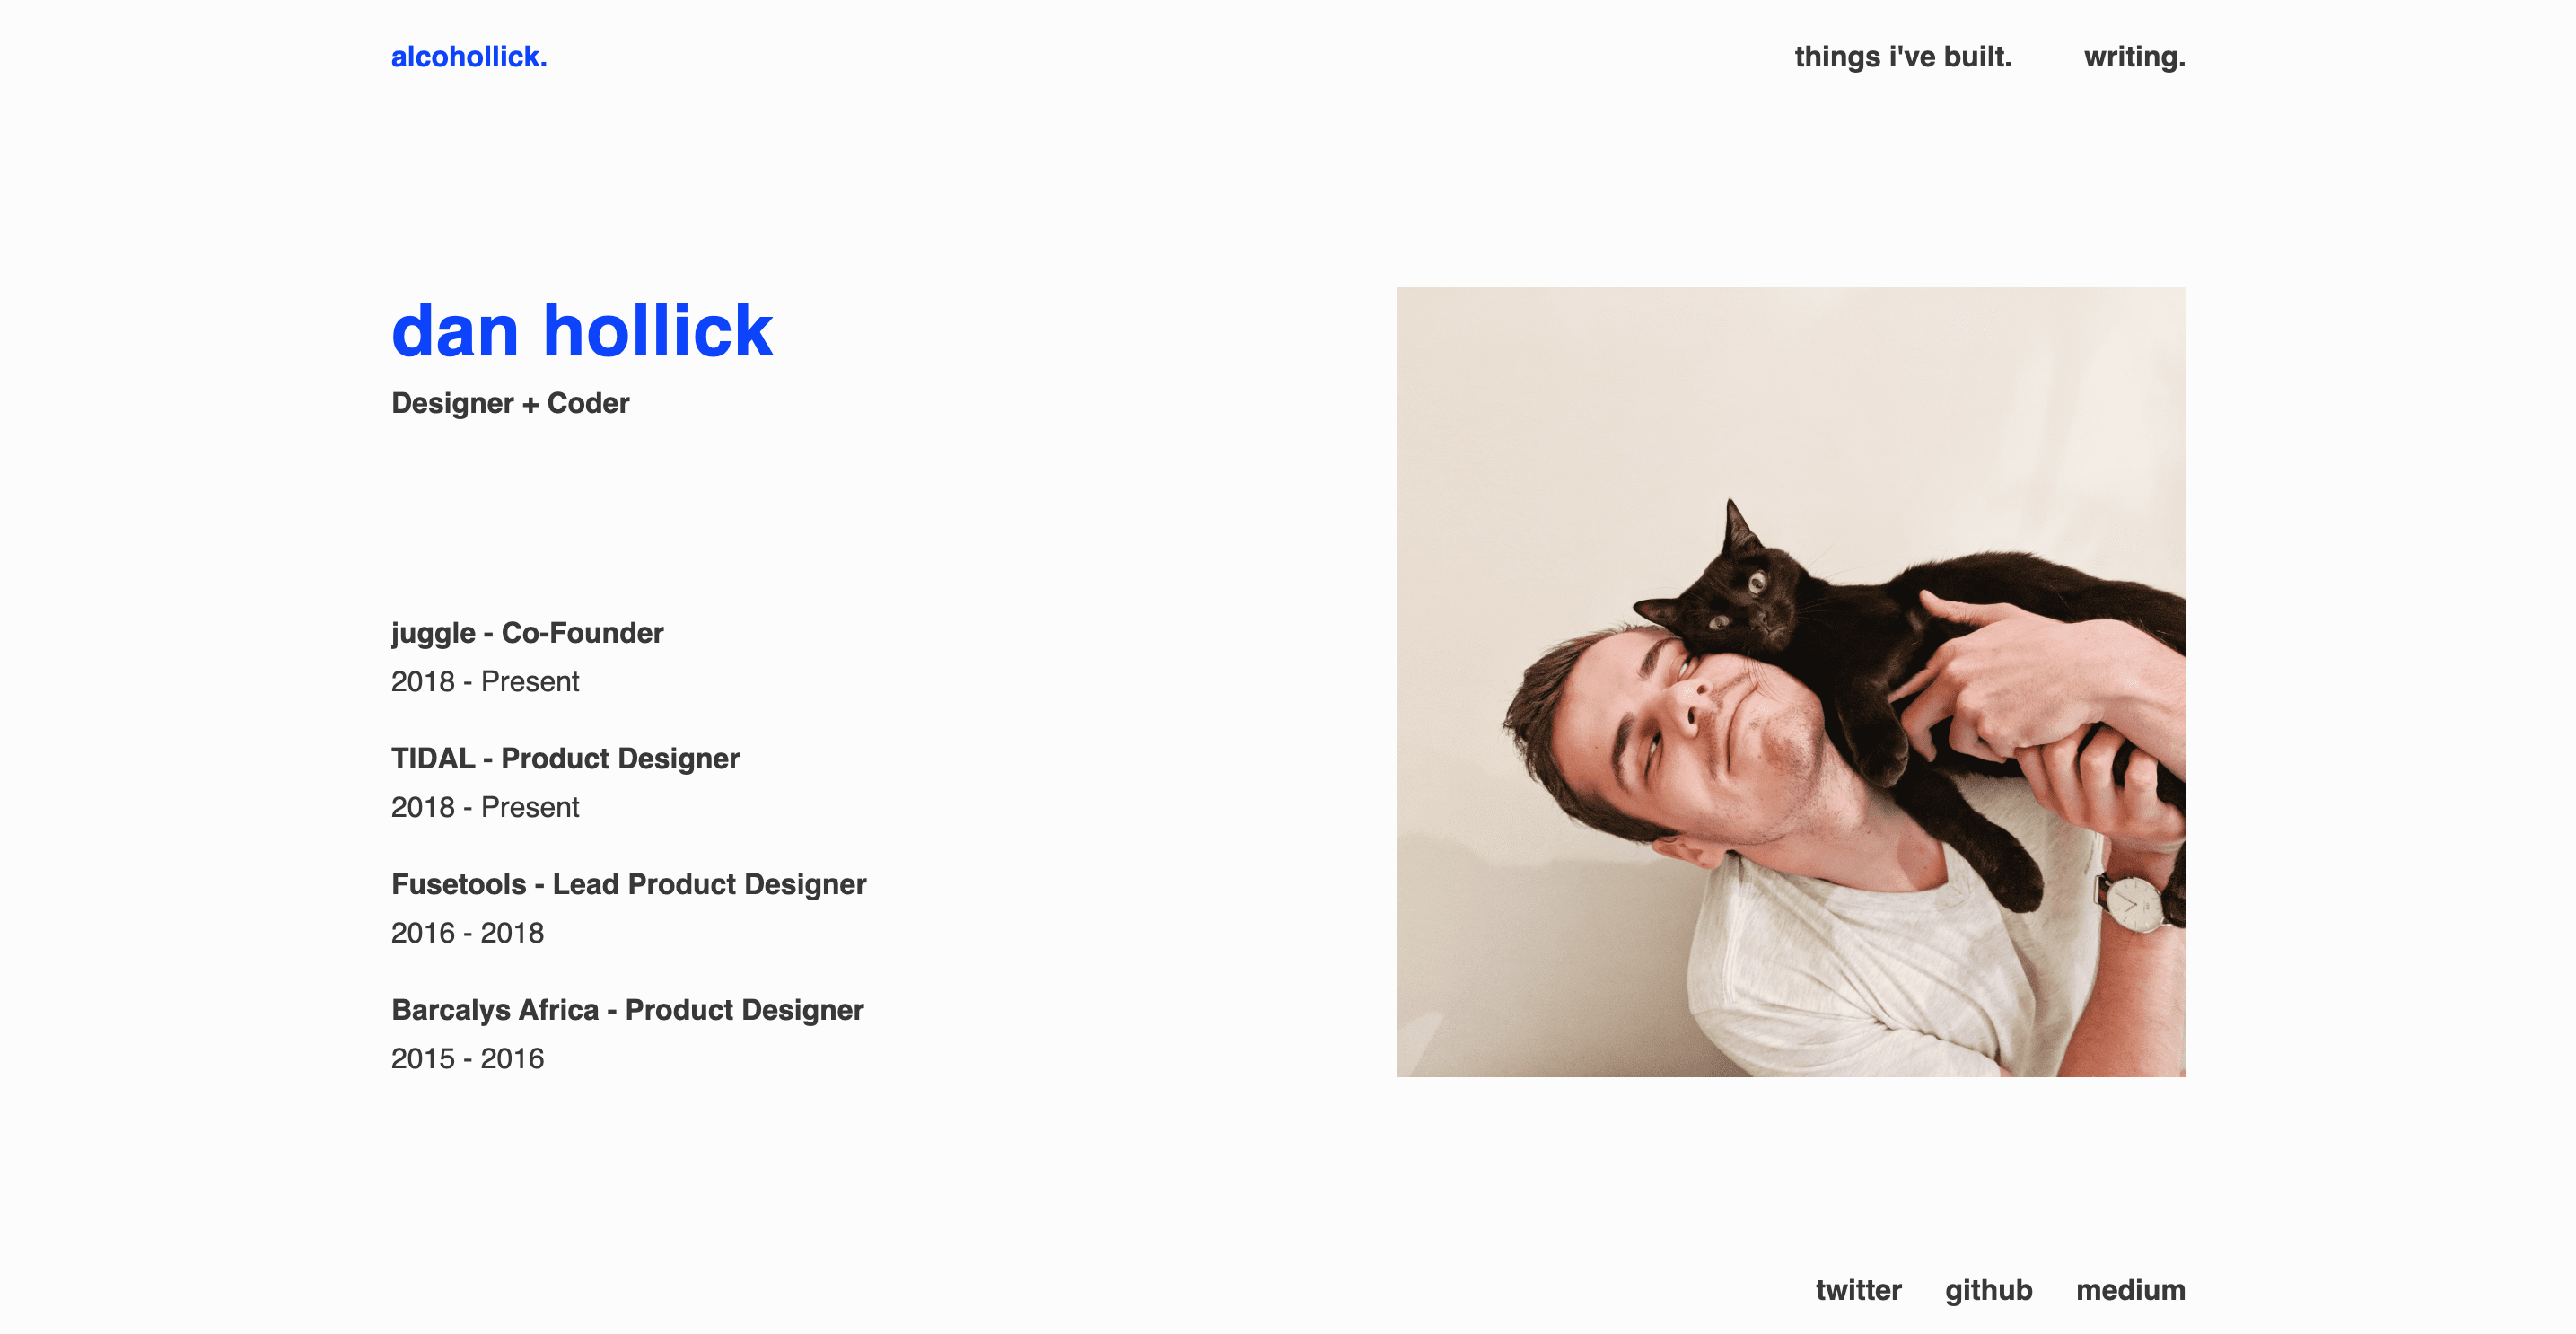 alcohollick.
things i've built.
writing.
dan hollick
Designer + Coder
juggle - Co-Founder
2018 - Present
TIDAL - Product Designer
2018 - Present
Fusetools - Lead Product Designer
2016 - 2018
Barcalys Africa - Product Designer
2015 - 2016
twitter
github
medium